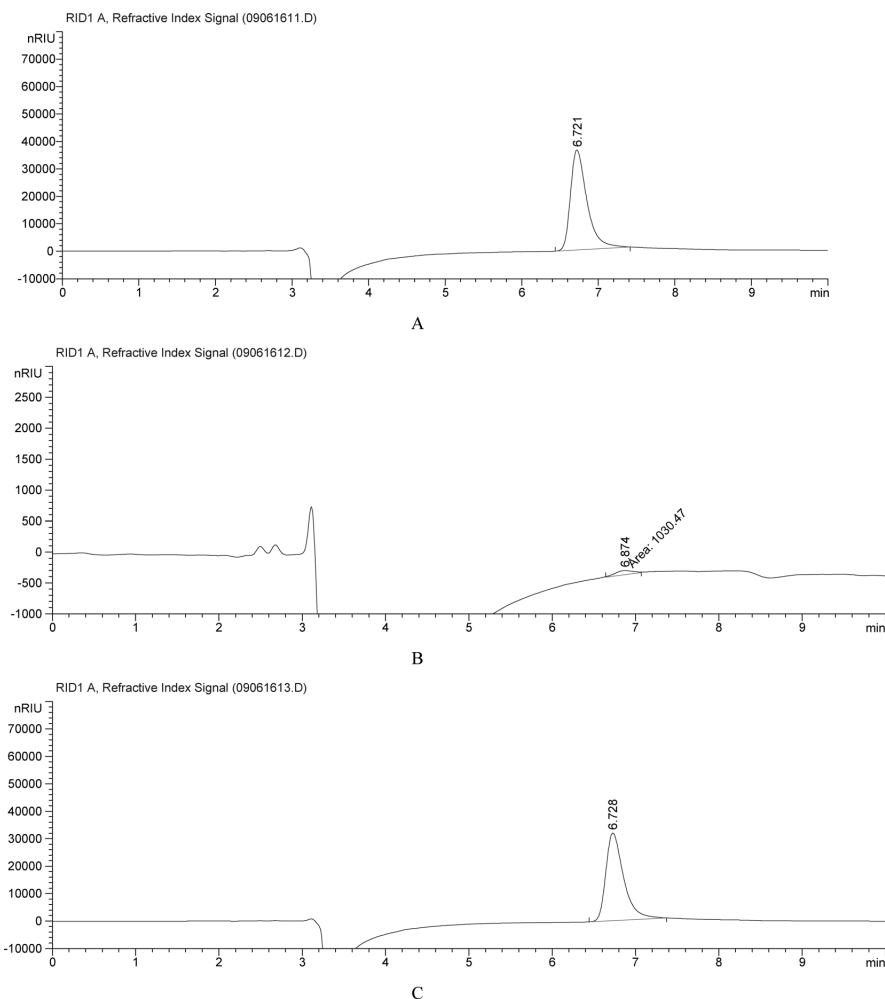 RID1 A, Refractive Index Signal (09061611.D)
nRIU
70000
60000
50000
40000
30000
20000
10000
0
-10000
6.721
0 1 2 3 4 5 6 7 8 9 min
A
RID1 A, Refractive Index Signal (09061612.D)
nRIU
2500
2000
1500
1000
500
0
-500
-1000
6.874
Area: 1030.47
0 1 2 3 4 5 6 7 8 9 min
B
RID1 A, Refractive Index Signal (09061613.D)
nRIU
70000
60000
50000
40000
30000
20000
10000
0
-10000
6.728
0 1 2 3 4 5 6 7 8 9 min
C